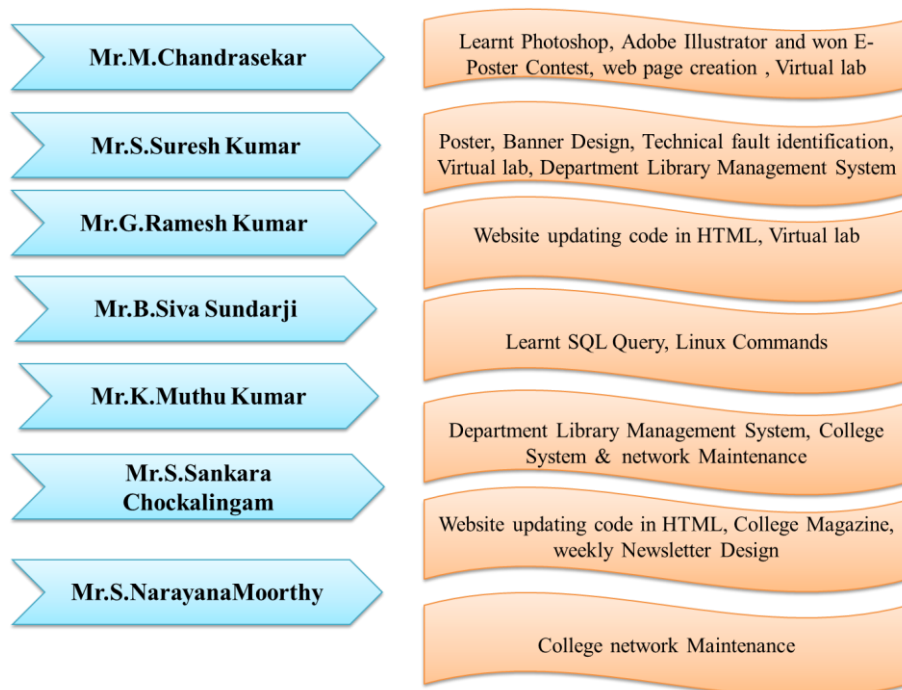 Mr.M.Chandrasekar
Learnt Photoshop, Adobe Illustrator and won E-
Poster Contest, web page creation , Virtual lab
Mr.S.Suresh Kumar
Poster, Banner Design, Technical fault identification,
Virtual lab, Department Library Management System
Mr.G.Ramesh Kumar
Website updating code in HTML, Virtual lab
Mr.B.Siva Sundarji
Learnt SQL Query, Linux Commands
Mr.K.Muthu Kumar
Department Library Management System, College
System & network Maintenance
Mr.S.Sankara
Chockalingam
Website updating code in HTML, College Magazine,
weekly Newsletter Design
Mr.S.NarayanaMoorthy
College network Maintenance